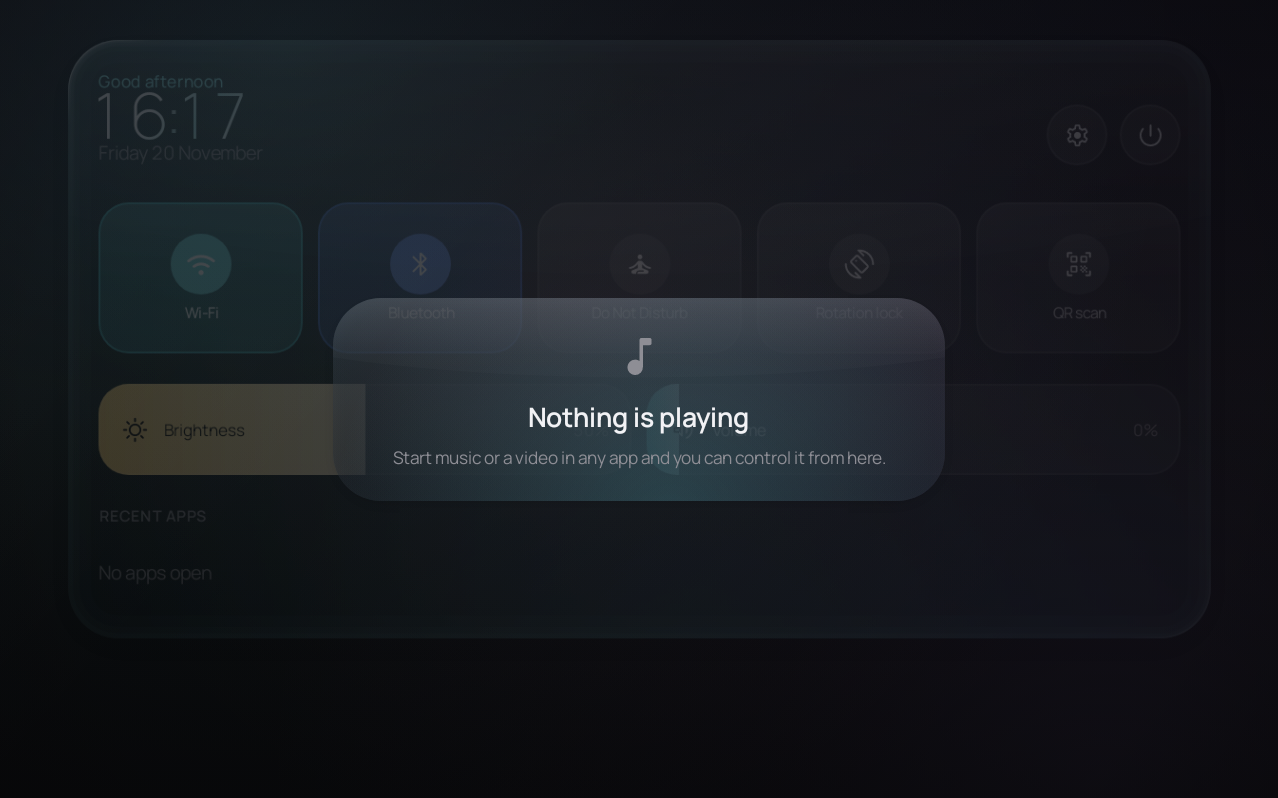 Good afternoon
16:17
Friday 20 November
Wi-Fi
Bluetooth
Do Not Disturb
Rotation lock
QR scan
Nothing is playing
Start music or a video in any app and you can control it from here.
Brightness
0%
RECENT APPS
No apps open